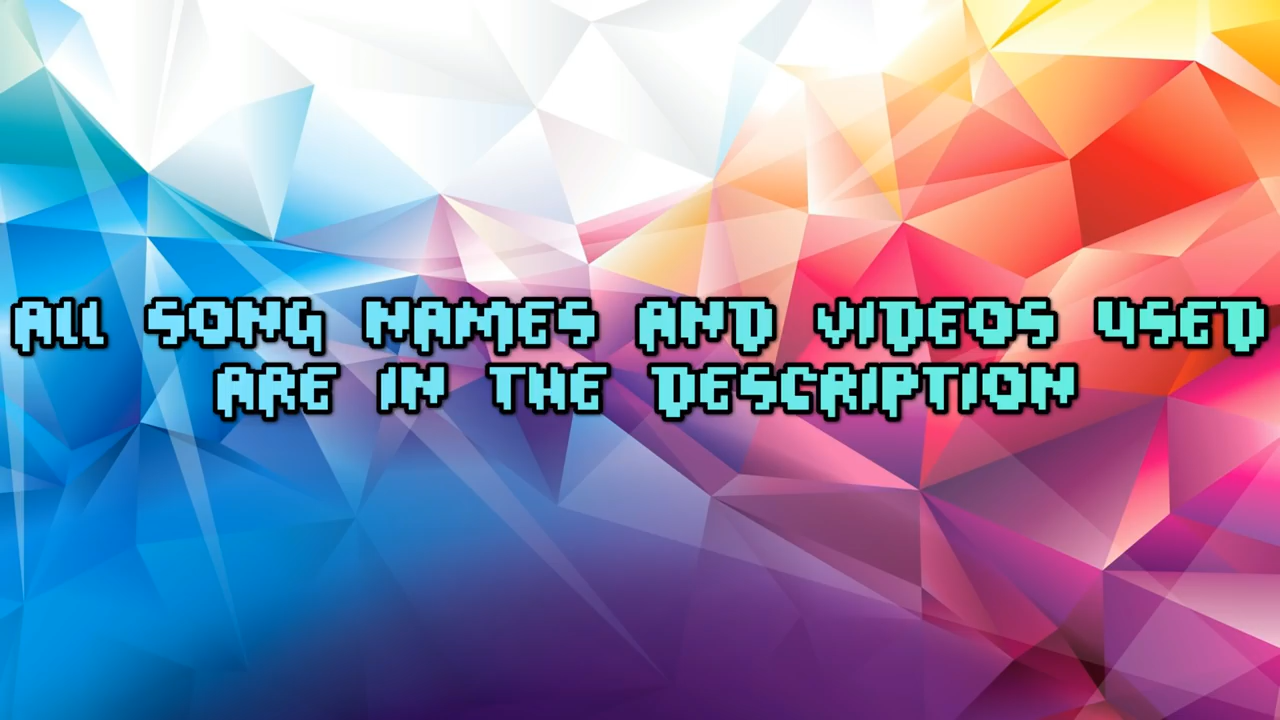 ALL SONG NAMES AND VIDEOS USED
ARE IN THE DESCRIPTION